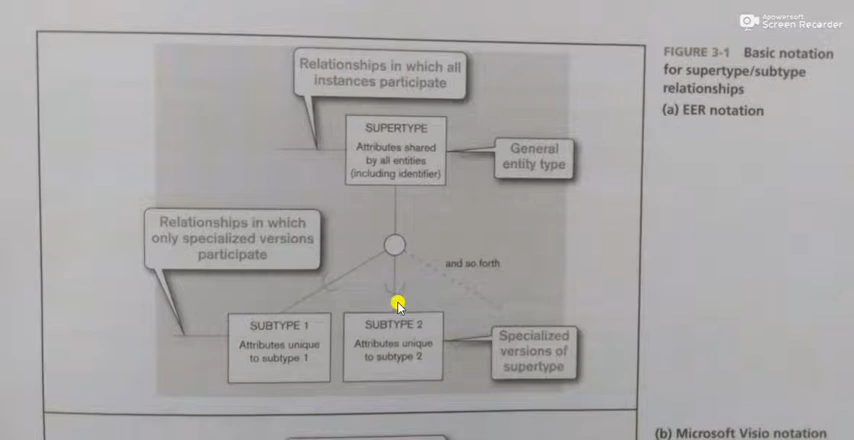 Apowersoft
Screen Recorder
FIGURE 3-1 Basic notation
for supertype/subtype
relationships
(a) EER notation
Relationships in which all
instances participate
SUPERTYPE
Attributes shared
by all entities
(including identifier)
General
entity type
Relationships in which
only specialized versions
participate
and so forth
SUBTYPE 1
Attributes unique
to subtype 1
SUBTYPE 2
Attributes unique
to subtype 2
Specialized
versions of
supertype
(b) Microsoft Visio notation